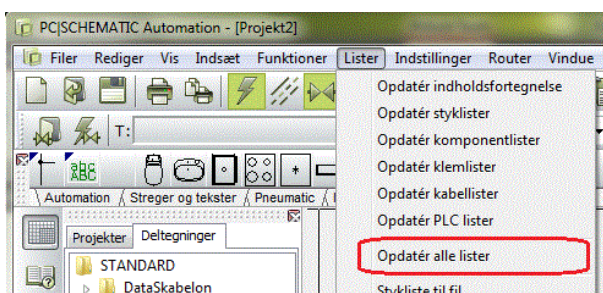 PC|SCHEMATIC Automation - [Projekt2]
Filer Rediger Vis Indsæt Funktioner Lister Indstillinger Router Vindue
Opdatér indholdsfortegnelse
Opdatér styklister
T:
Opdatér komponentlister
ABC
Opdatér klemlister
Automation Streger og tekster Pneumatic
Opdatér kabellister
Opdatér PLC lister
Projekter Deltegninger
Opdatér alle lister
STANDARD
DataSkabelon
Stykliste til fil